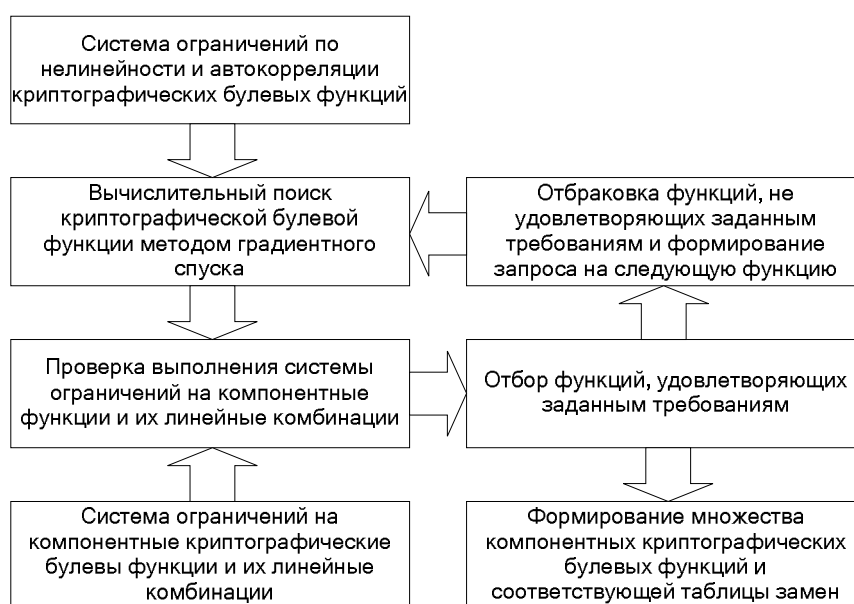 Система ограничений по
нелинейности и автокорреляции
криптографических булевых функций
Вычислительный поиск
криптографической булевой
функции методом градиентного
спуска
Отбраковка функций, не
удовлетворяющих заданным
требованиям и формирование
запроса на следующую функцию
Проверка выполнения системы
ограничений на компонентные
функции и их линейные комбинации
Отбор функций, удовлетворяющих
заданным требованиям
Система ограничений на
компонентные криптографические
булевы функции и их линейные
комбинации
Формирование множества
компонентных криптографических
булевых функций и
соответствующей таблицы замен